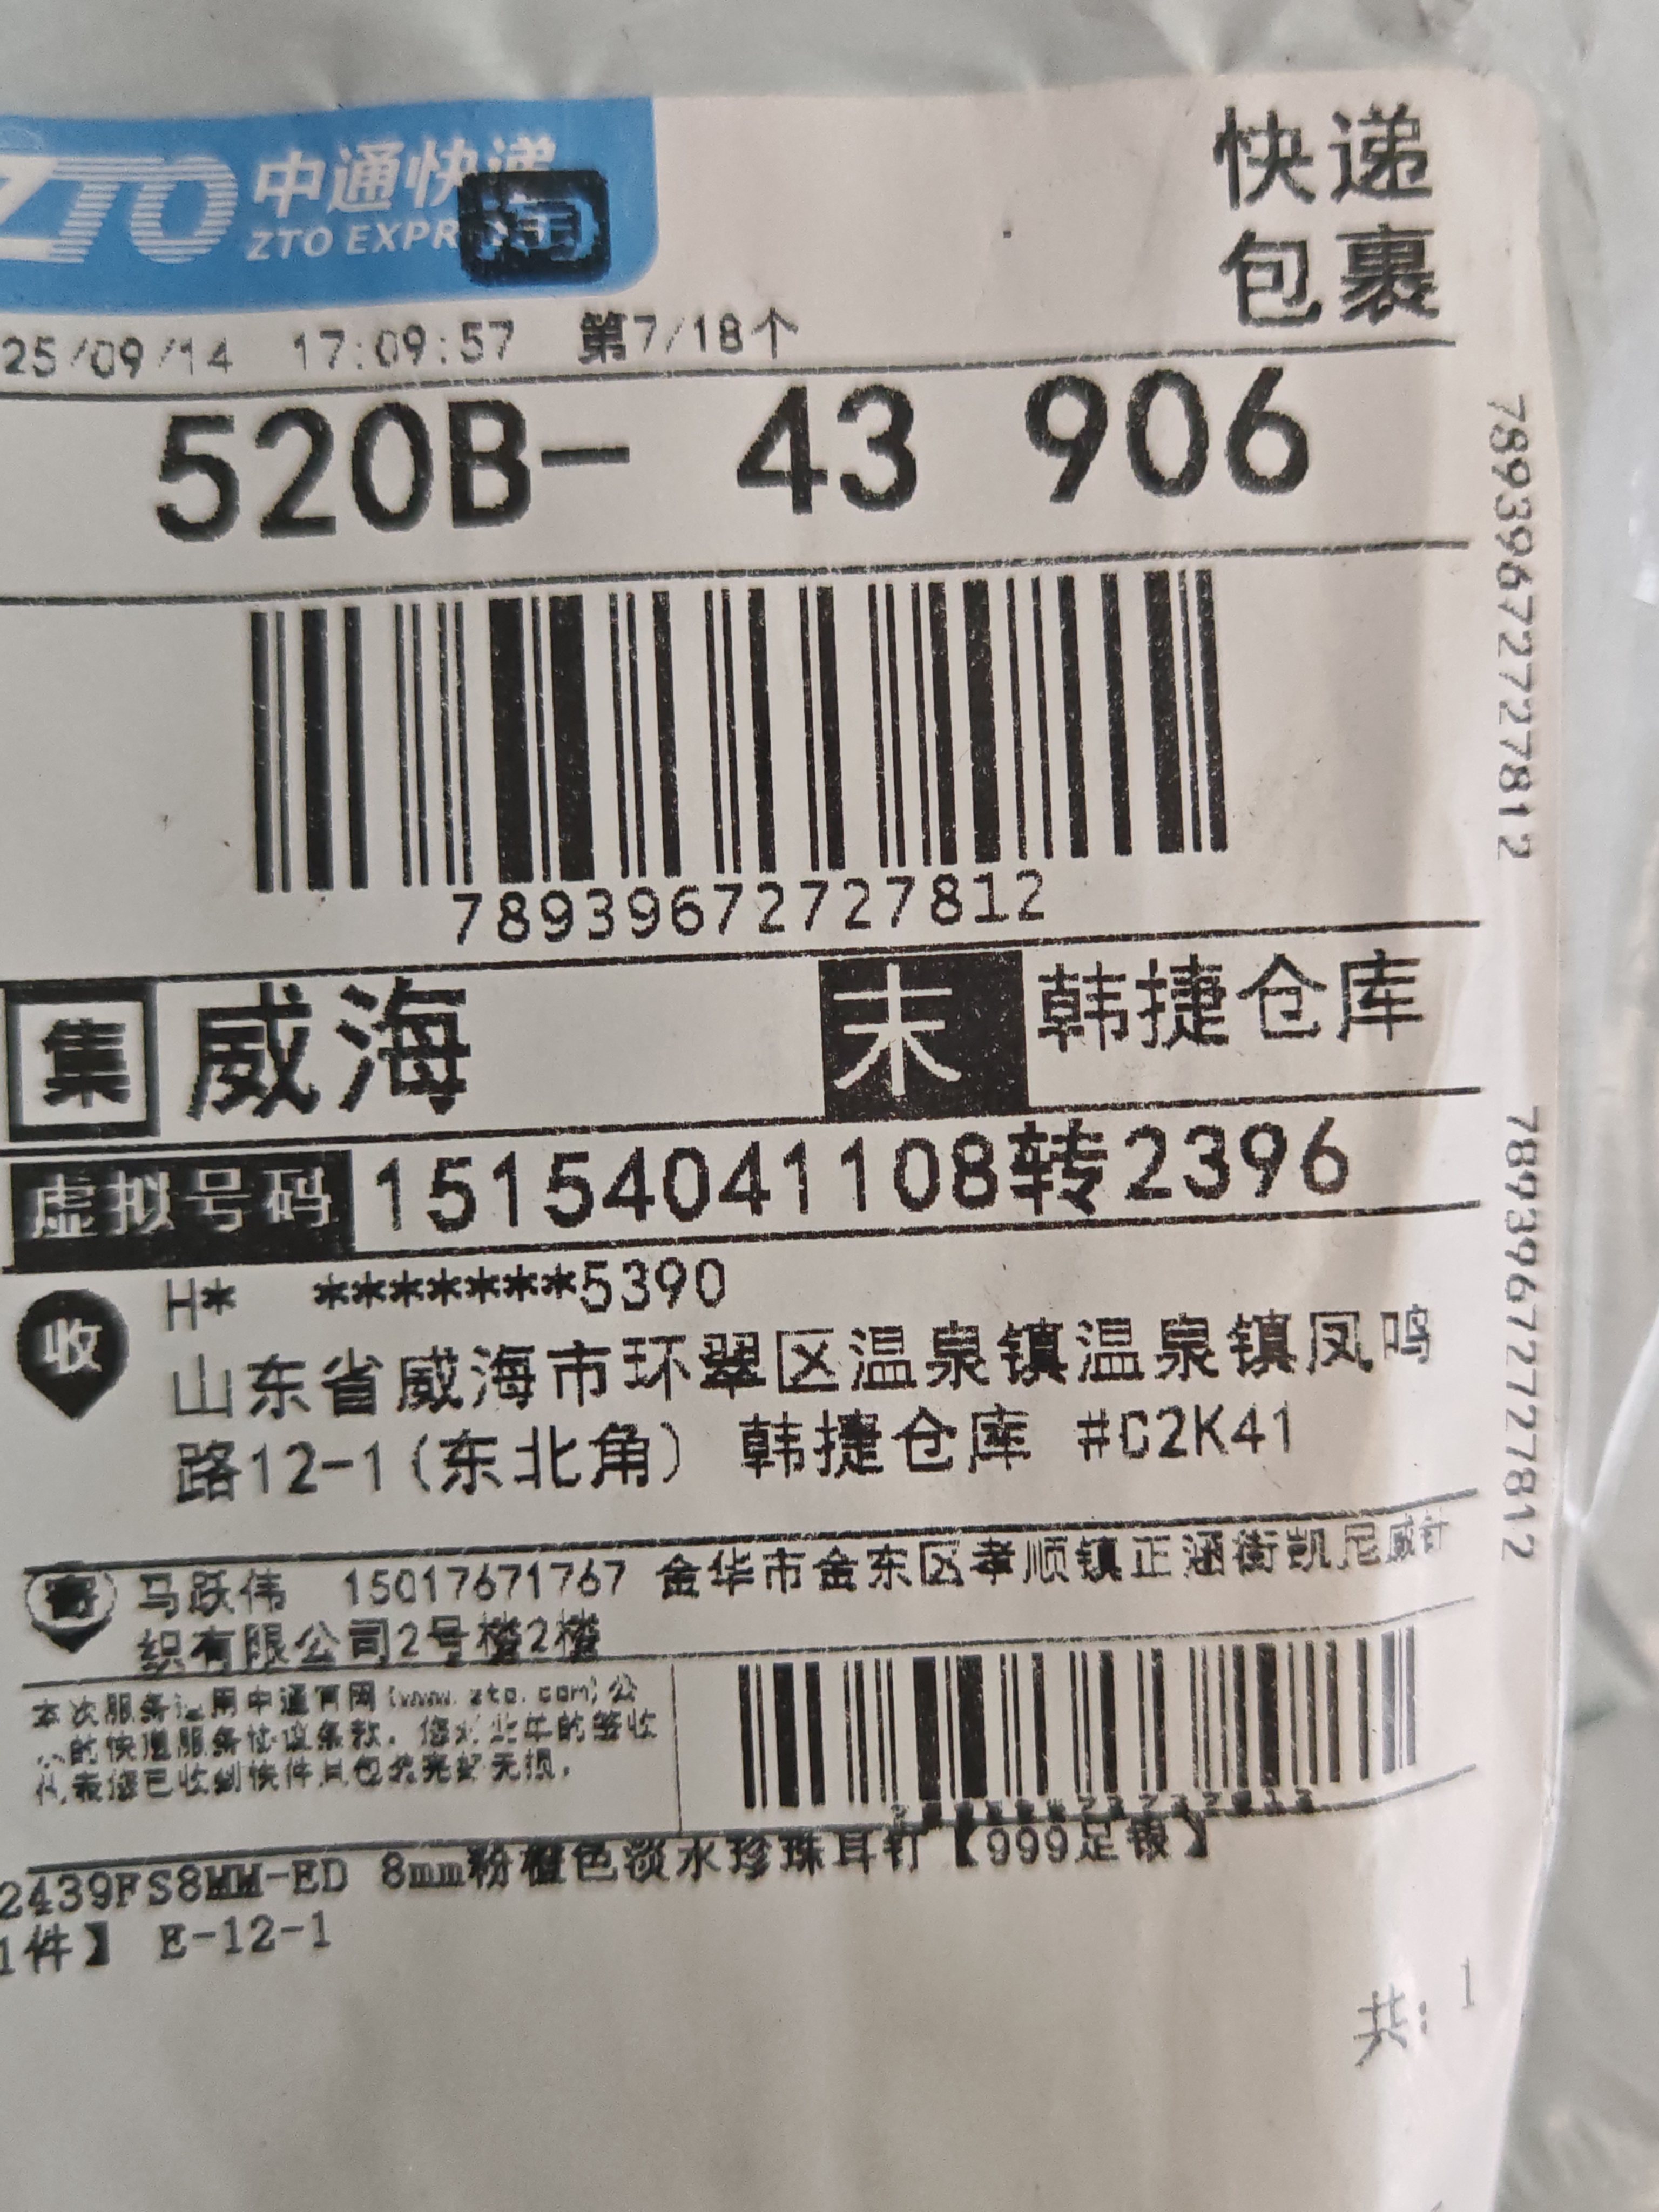 ZTO 中通快递
ZTO EXPR
淘
快递
包裹
25/09/14 17:09:57 第7/18个
520B- 43 906
78939672727812
78939672727812
集 威海 末 韩捷仓库
虚拟号码 15154041108转2396
78939672727812
收 H* *******5390
山东省威海市环翠区温泉镇温泉镇凤鸣
路12-1(东北角) 韩捷仓库 #C2K41
寄 马跃伟 15017671767 金华市金东区孝顺镇正涵街凯尼威针
织有限公司2号楼2楼
本次服务适用中通官网(www.zto.com)公
的快递服务协议条款。您对此件的签收
代表您已收到快件且包装完好无损。
78939672727812
2439FS8MM-ED 8mm粉橙色淡水珍珠耳钉【999足银】
1件】 E-12-1
共: 1